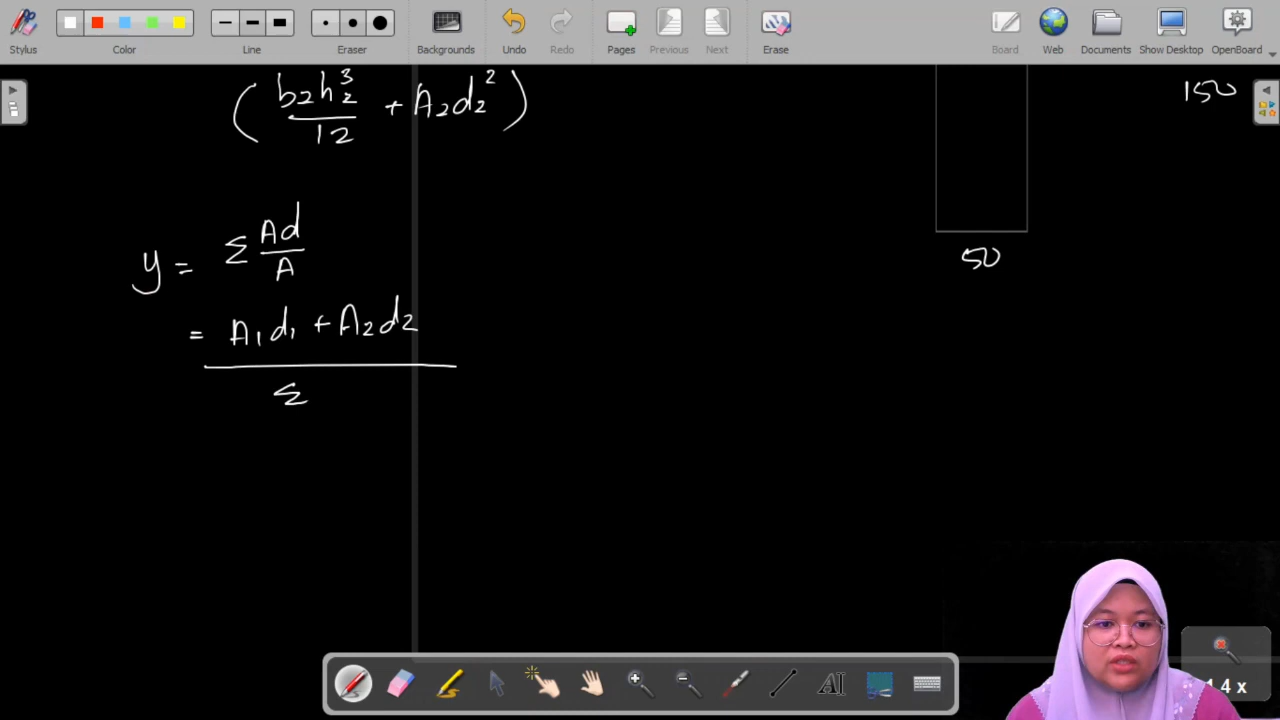 Stylus Color Line Eraser Backgrounds Undo Redo Pages Previous Next Erase Board Web Documents Show Desktop OpenBoard
( b₂h₂³/12 + A₂d₂² )
150
y = Σ Ad/A
50
= A₁d₁ + A₂d₂
Σ
AI
1.4 x